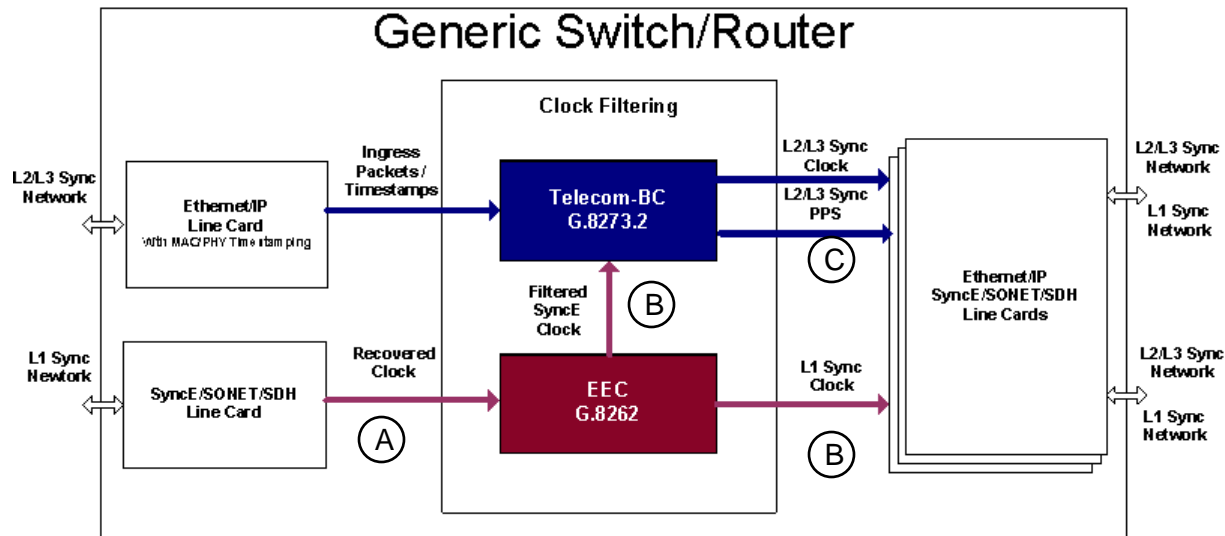 Generic Switch/Router
Clock Filtering
L2/L3 Sync
Network
Ethernet/IP
Line Card
With MAC/PHY Timestamping
Ingress
Packets /
Timestamps
Telecom-BC
G.8273.2
L2/L3 Sync
Clock
L2/L3 Sync
PPS
C
Filtered
SyncE
Clock
B
L1 Sync
Newtork
SyncE/SONET/SDH
Line Card
Recovered
Clock
A
EEC
G.8262
L1 Sync
Clock
B
Ethernet/IP
SyncE/SONET/SDH
Line Cards
L2/L3 Sync
Network
L1 Sync
Network
L2/L3 Sync
Network
L1 Sync
Network